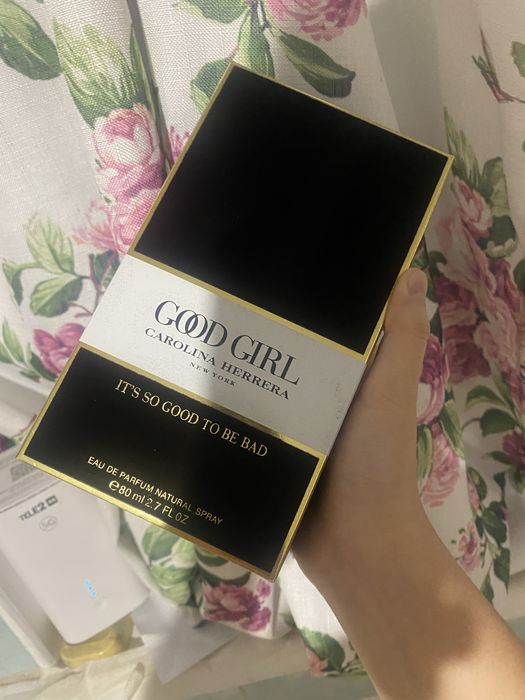 GOOD GIRL
CAROLINA HERRERA
NEW YORK
IT'S SO GOOD TO BE BAD
EAU DE PARFUM NATURAL SPRAY
℮80 ml 2.7 FL OZ
TELE2
5G